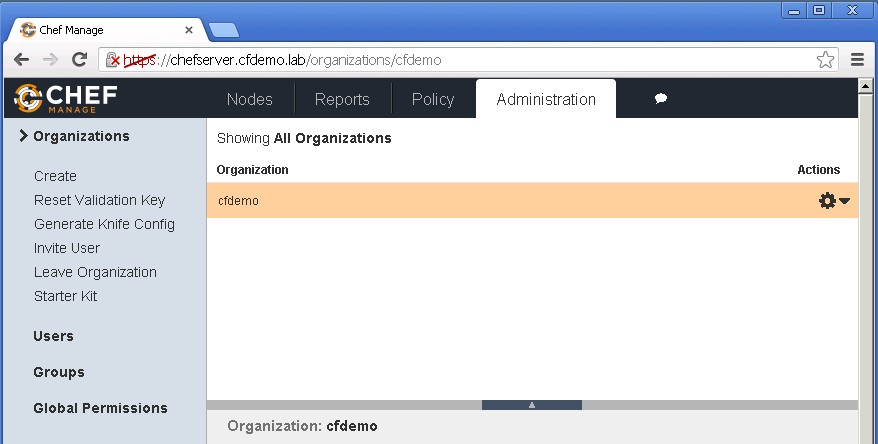 Chef Manage
https://chefserver.cfdemo.lab/organizations/cfdemo
CHEF
MANAGE
Nodes
Reports
Policy
Administration
Organizations
Create
Reset Validation Key
Generate Knife Config
Invite User
Leave Organization
Starter Kit
Users
Groups
Global Permissions
Showing All Organizations
Organization
Actions
cfdemo
Organization: cfdemo